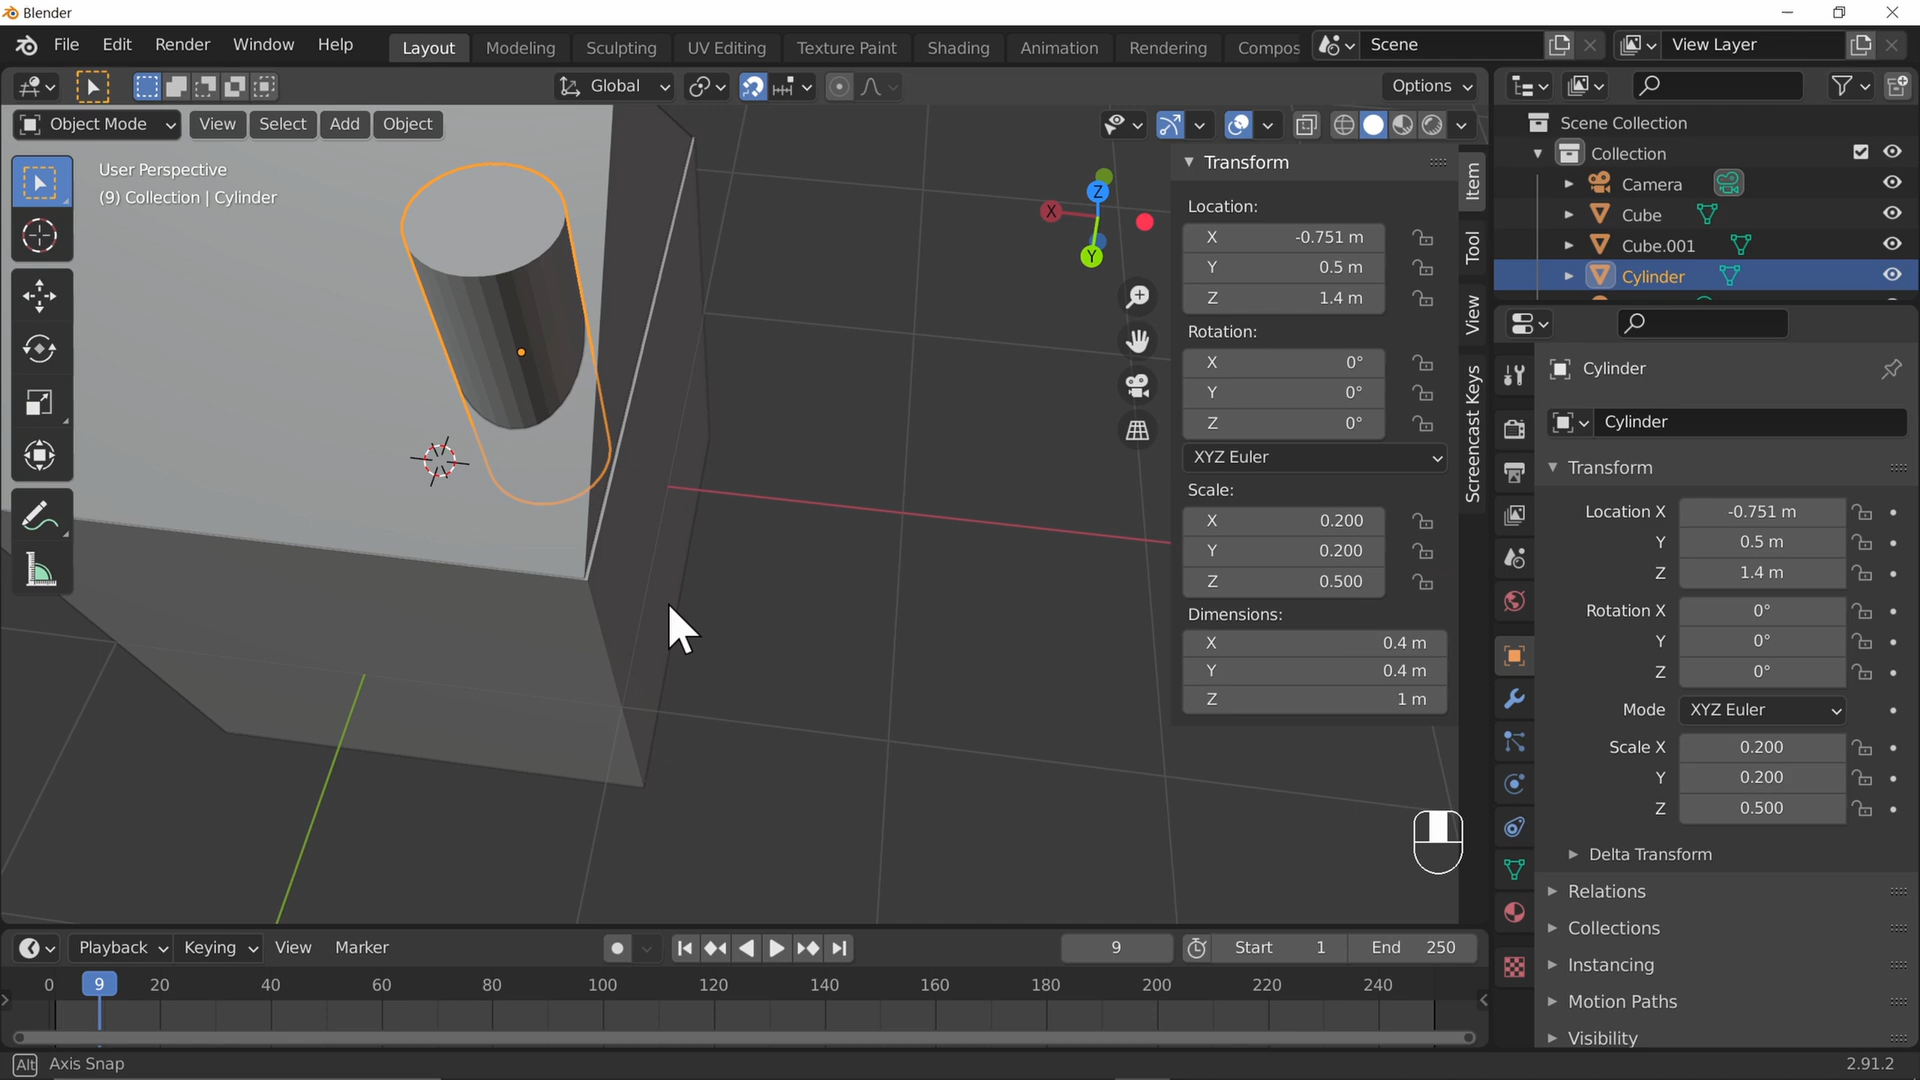 Blender
File Edit Render Window Help Layout Modeling Sculpting UV Editing Texture Paint Shading Animation Rendering Compos Scene View Layer
Global Options
Object Mode View Select Add Object
User Perspective
(9) Collection | Cylinder
Z
X
Y
Transform
Location:
X -0.751 m
Y 0.5 m
Z 1.4 m
Rotation:
X 0°
Y 0°
Z 0°
XYZ Euler
Scale:
X 0.200
Y 0.200
Z 0.500
Dimensions:
X 0.4 m
Y 0.4 m
Z 1 m
Item
Tool
View
Screencast Keys
Scene Collection
Collection
Camera
Cube
Cube.001
Cylinder
Cylinder
Cylinder
Transform
Location X -0.751 m
Y 0.5 m
Z 1.4 m
Rotation X 0°
Y 0°
Z 0°
Mode XYZ Euler
Scale X 0.200
Y 0.200
Z 0.500
Delta Transform
Relations
Collections
Instancing
Motion Paths
Visibility
Playback Keying View Marker 9 Start 1 End 250
0 9 20 40 60 80 100 120 140 160 180 200 220 240
Alt Axis Snap 2.91.2